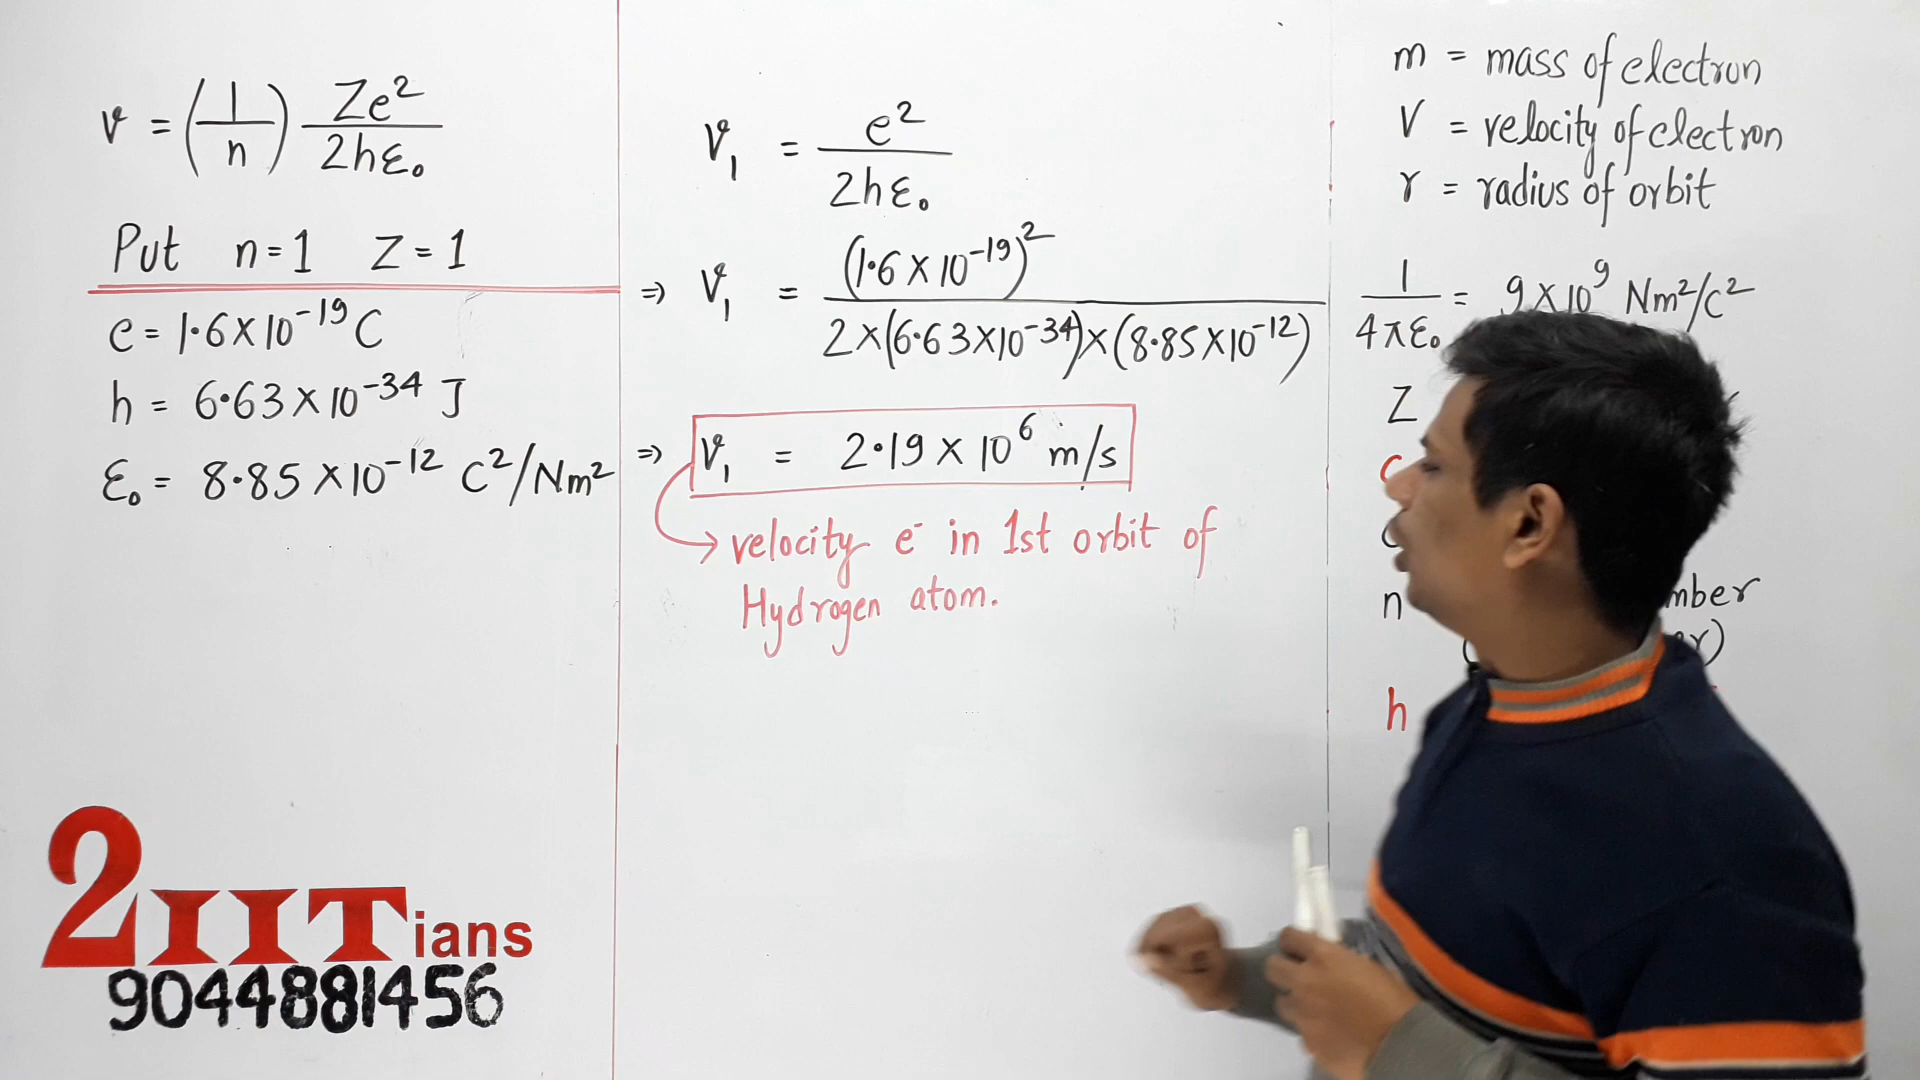 v = (1/n) Ze²/2hε₀
Put n=1 Z=1
e = 1.6×10⁻¹⁹ C
h = 6.63×10⁻³⁴ J
ε₀ = 8.85×10⁻¹² C²/Nm²
V₁ = e²/2hε₀
⇒ V₁ = (1.6×10⁻¹⁹)²/2×(6.63×10⁻³⁴)×(8.85×10⁻¹²)
⇒ V₁ = 2.19×10⁶ m/s
→ velocity e⁻ in 1st orbit of
Hydrogen atom.
m = mass of electron
V = velocity of electron
r = radius of orbit
1/4πε₀ = 9×10⁹ Nm²/C²
Z
n
h
2IITians
9044881456